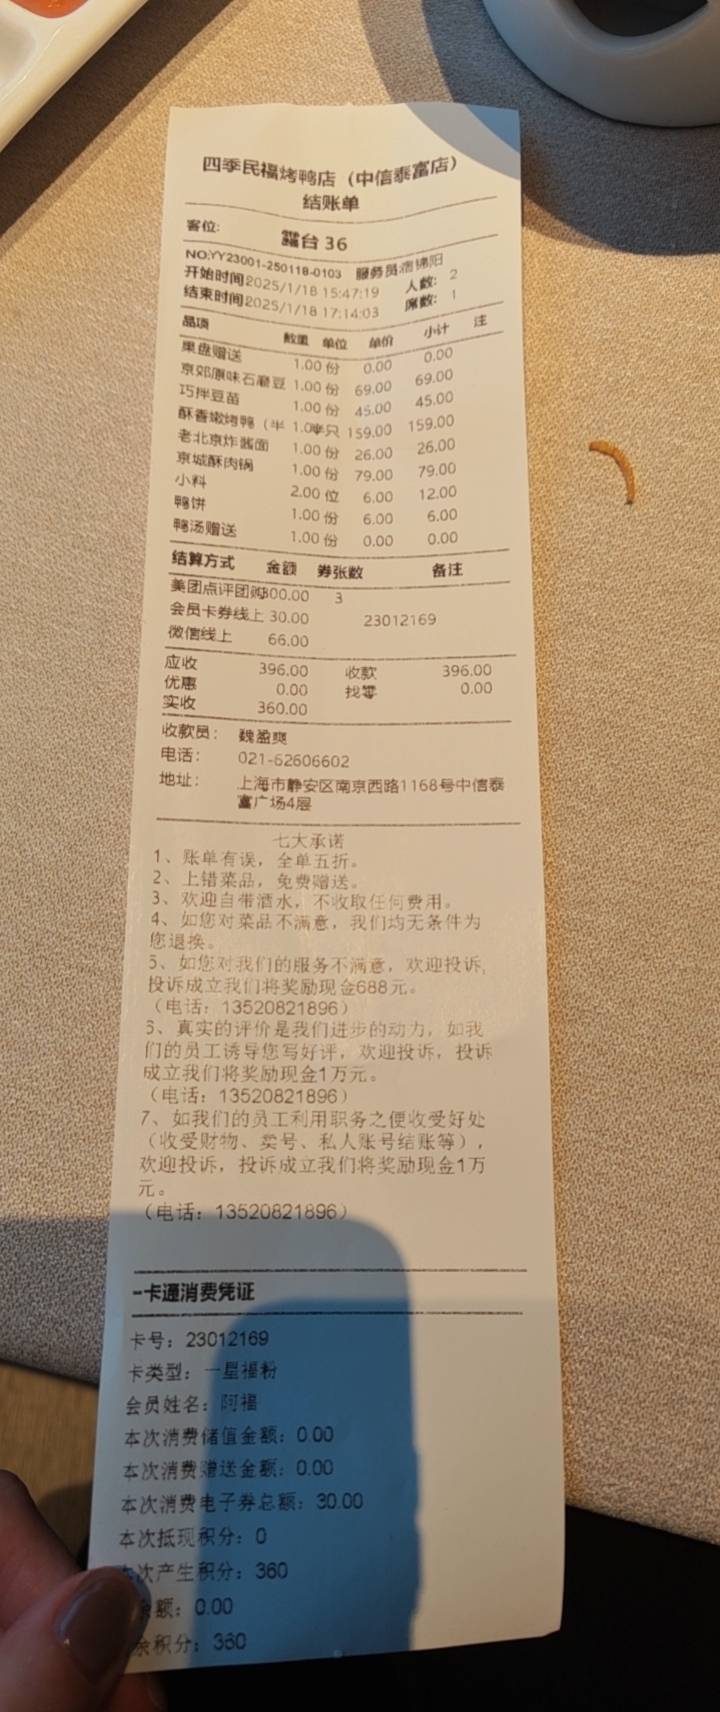 四季民福烤鸭店（中信泰富店）
结账单
客位： 露台 36
NO:YY23001-250118-0103 服务员:
开始时间2025/1/18 15:47:19 人数： 2
结束时间2025/1/18 17:14:03 席数： 1
品项 数量 单位 单价 小计 注
果盘赠送 1.00 份 0.00 0.00
京郊原味石磨豆 1.00 份 69.00 69.00
巧拌豆苗 1.00 份 45.00 45.00
酥香嫩烤鸭（半 1.00半只 159.00 159.00
老北京炸酱面 1.00 份 26.00 26.00
京城酥肉锅 1.00 份 79.00 79.00
小料 2.00 位 6.00 12.00
鸭饼 1.00 份 6.00 6.00
鸭汤赠送 1.00 份 0.00 0.00
结算方式 金额 券张数 备注
美团点评团购300.00 3
会员卡券线上 30.00 23012169
微信线上 66.00
应收 396.00 收款 396.00
优惠 0.00 找零 0.00
实收 360.00
收款员： 魏盈爽
电话： 021-62606602
地址： 上海市静安区南京西路1168号中信泰
富广场4层
七大承诺
1、账单有误，全单五折。
2、上错菜品，免费赠送。
3、欢迎自带酒水，不收取任何费用。
4、如您对菜品不满意，我们均无条件为
您退换。
5、如您对我们的服务不满意，欢迎投诉，
投诉成立我们将奖励现金688元。
（电话：13520821896）
6、真实的评价是我们进步的动力，如我
们的员工诱导您写好评，欢迎投诉，投诉
成立我们将奖励现金1万元。
（电话：13520821896）
7、如我们的员工利用职务之便收受好处
（收受财物、卖号、私人账号结账等），
欢迎投诉，投诉成立我们将奖励现金1万
元。
（电话：13520821896）
一卡通消费凭证
卡号：23012169
卡类型：一星福粉
会员姓名：阿福
本次消费储值金额：0.00
本次消费赠送金额：0.00
本次消费电子券总额：30.00
本次抵现积分：0
本次产生积分：360
余额：0.00
余积分：360